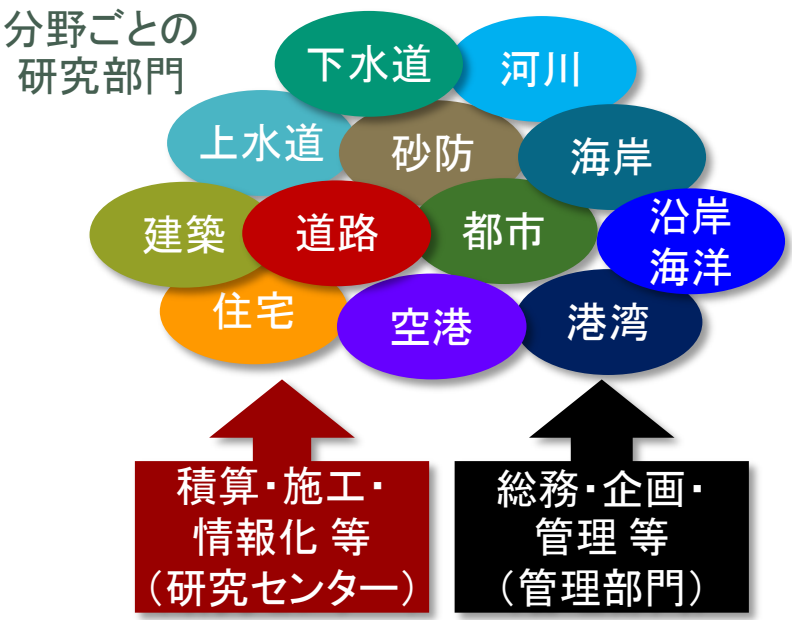 分野ごとの
研究部門
下水道
河川
上水道
砂防
海岸
建築
道路
都市
沿岸
海洋
住宅
空港
港湾
積算・施工・
情報化 等
（研究センター）
総務・企画・
管理 等
（管理部門）